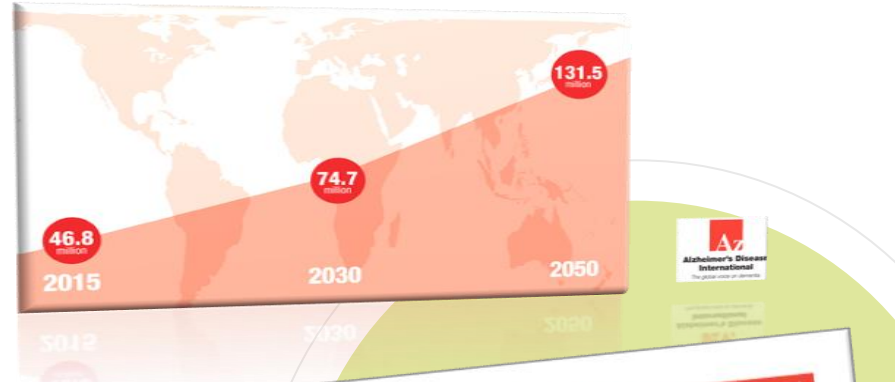 131.5
million
74.7
million
46.8
million
2015
2030
2050
Az
Alzheimer's Disease
International
The global voice on dementia